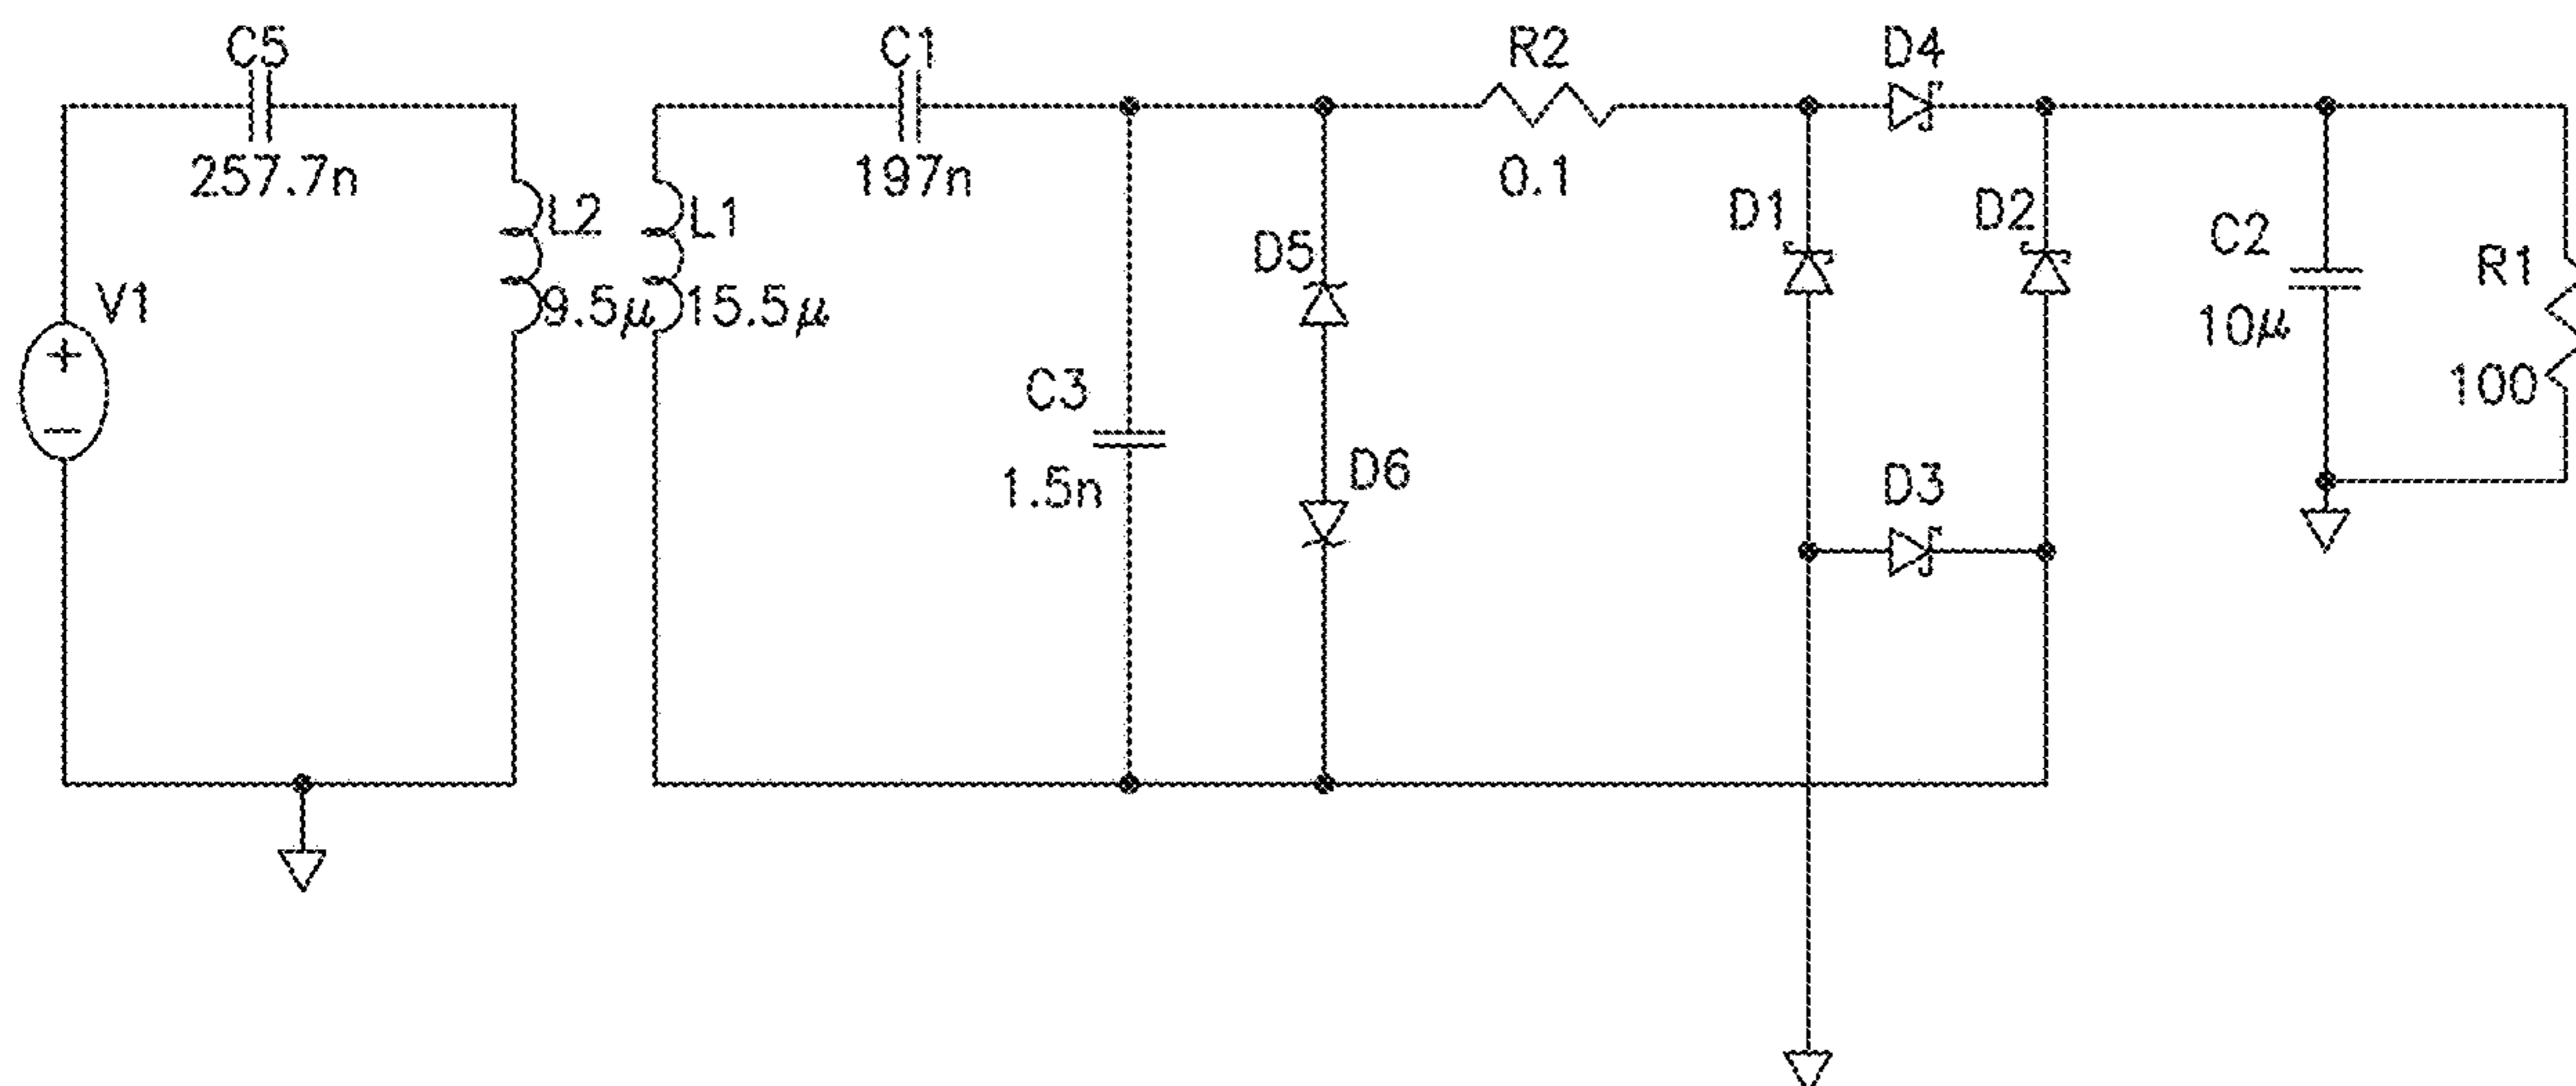 C5
257.7n
V1
+
−
L2
9.5µ
L1
15.5µ
C1
197n
C3
1.5n
D5
D6
R2
0.1
D4
D1
D2
D3
C2
10µ
R1
100